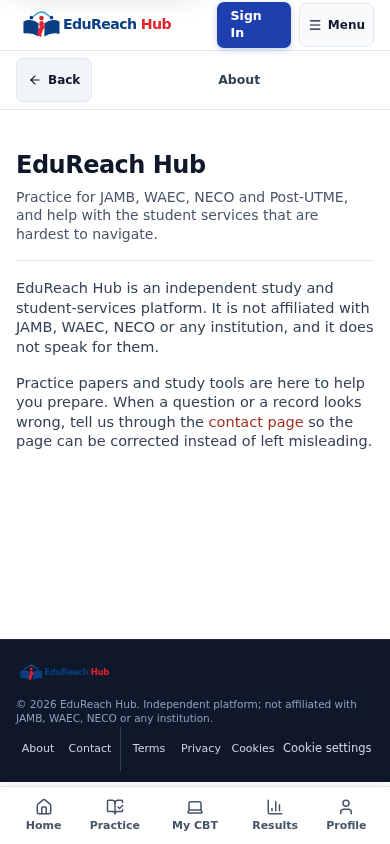 EduReach Hub
Sign
In
Menu
Back
About
EduReach Hub
Practice for JAMB, WAEC, NECO and Post-UTME,
and help with the student services that are
hardest to navigate.
EduReach Hub is an independent study and
student-services platform. It is not affiliated with
JAMB, WAEC, NECO or any institution, and it does
not speak for them.
Practice papers and study tools are here to help
you prepare. When a question or a record looks
wrong, tell us through the contact page so the
page can be corrected instead of left misleading.
EduReach Hub
© 2026 EduReach Hub. Independent platform; not affiliated with
JAMB, WAEC, NECO or any institution.
About Contact Terms Privacy Cookies Cookie settings
Home Practice My CBT Results Profile